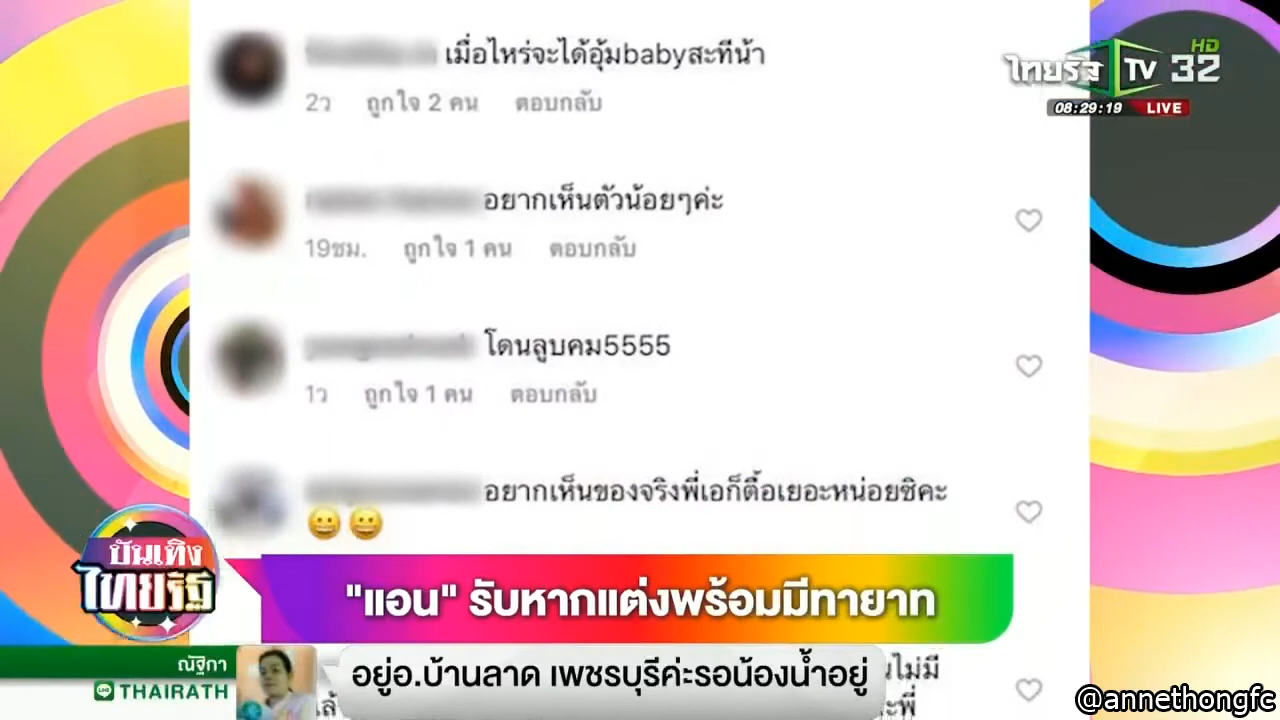 เมื่อไหร่จะได้อุ้มbabyสะทีน้า
2ว ถูกใจ 2 คน ตอบกลับ
ไทยรัฐ TV HD 32
08:29:19 LIVE
อยากเห็นตัวน้อยๆค่ะ
19ชม. ถูกใจ 1 คน ตอบกลับ
โดนลูบคม5555
1ว ถูกใจ 1 คน ตอบกลับ
อยากเห็นของจริงพี่เอก็ตื้อเยอะหน่อยซิคะ
😀 😀
บันเทิง
ไทยรัฐ
"แอน" รับหากแต่งพร้อมมีทายาท
ณัฐิกา
LINE THAIRATH
อยู่อ.บ้านลาด เพชรบุรีค่ะรอน้องน้ำอยู่
@annethongfc